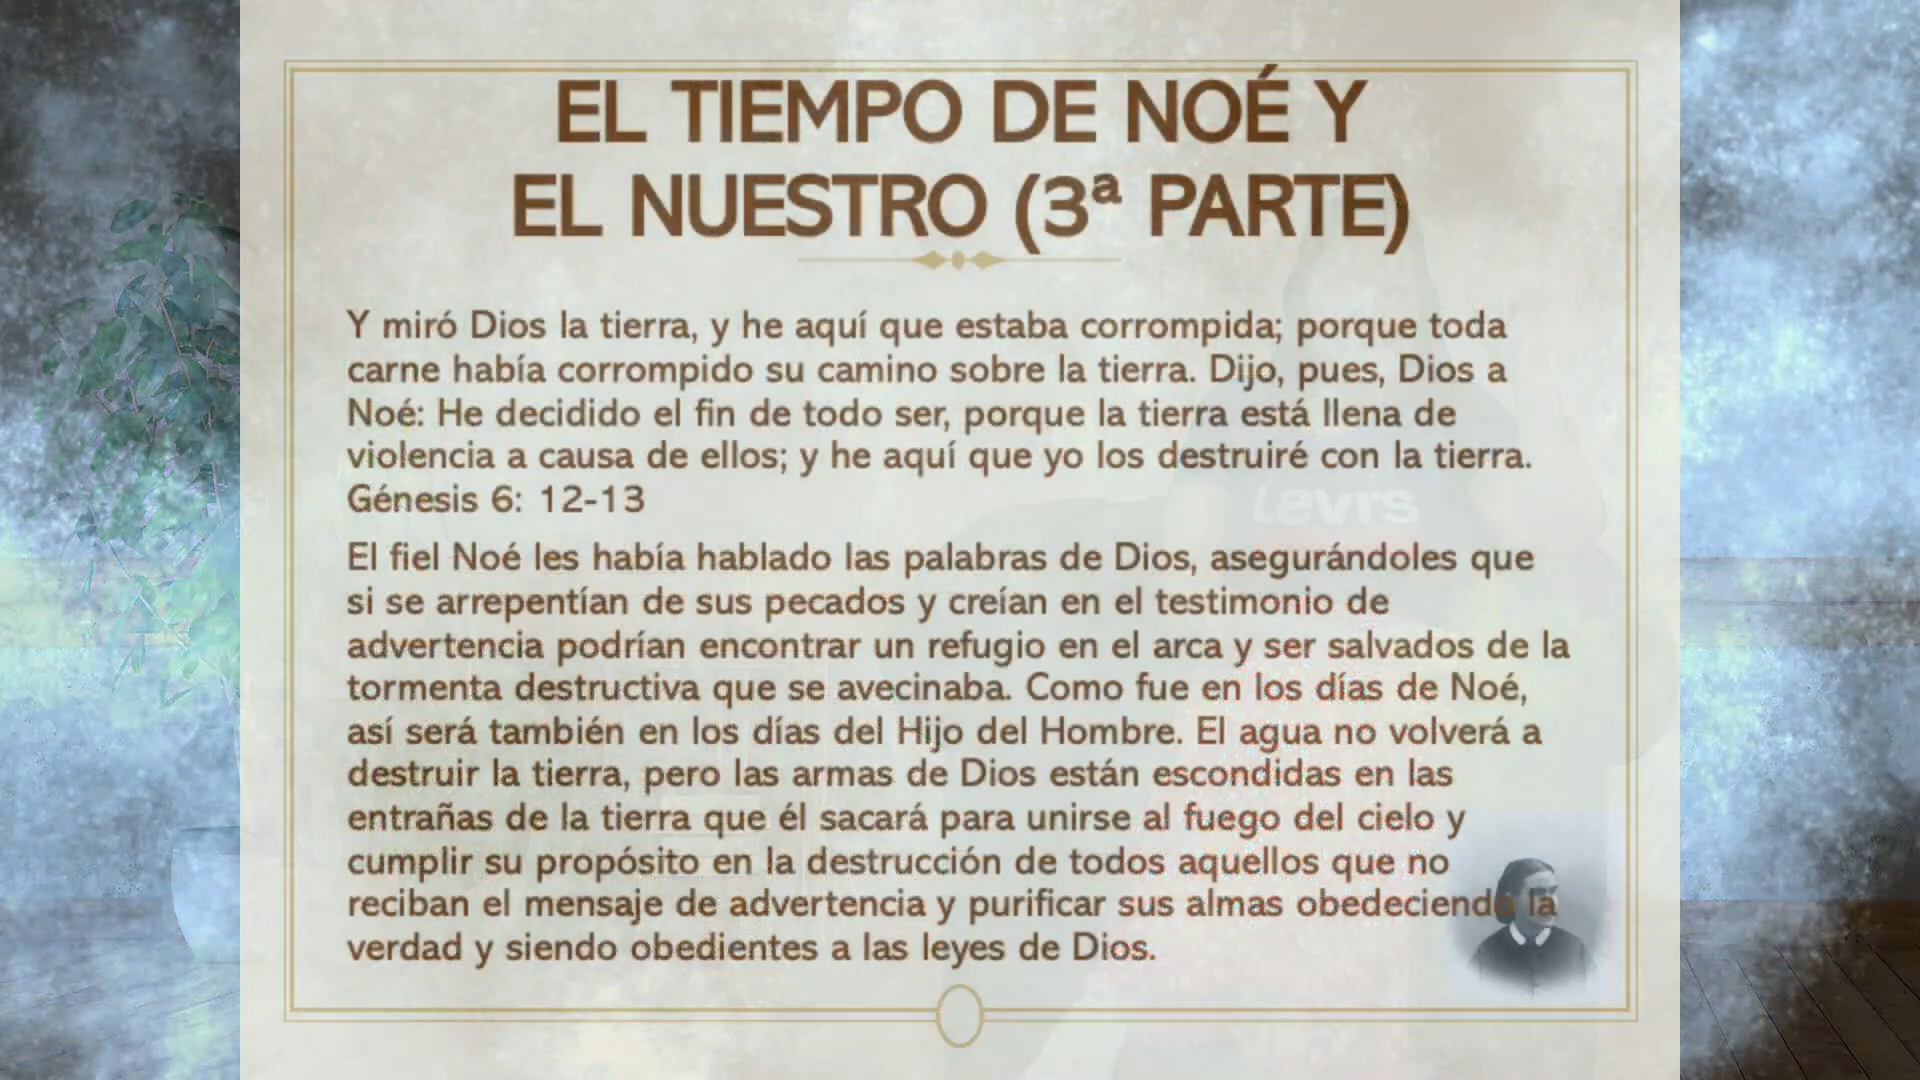 EL TIEMPO DE NOÉ Y
EL NUESTRO (3ª PARTE)
Y miró Dios la tierra, y he aquí que estaba corrompida; porque toda
carne había corrompido su camino sobre la tierra. Dijo, pues, Dios a
Noé: He decidido el fin de todo ser, porque la tierra está llena de
violencia a causa de ellos; y he aquí que yo los destruiré con la tierra.
Génesis 6: 12-13
El fiel Noé les había hablado las palabras de Dios, asegurándoles que
si se arrepentían de sus pecados y creían en el testimonio de
advertencia podrían encontrar un refugio en el arca y ser salvados de la
tormenta destructiva que se avecinaba. Como fue en los días de Noé,
así será también en los días del Hijo del Hombre. El agua no volverá a
destruir la tierra, pero las armas de Dios están escondidas en las
entrañas de la tierra que él sacará para unirse al fuego del cielo y
cumplir su propósito en la destrucción de todos aquellos que no
reciban el mensaje de advertencia y purificar sus almas obedeciendo la
verdad y siendo obedientes a las leyes de Dios.